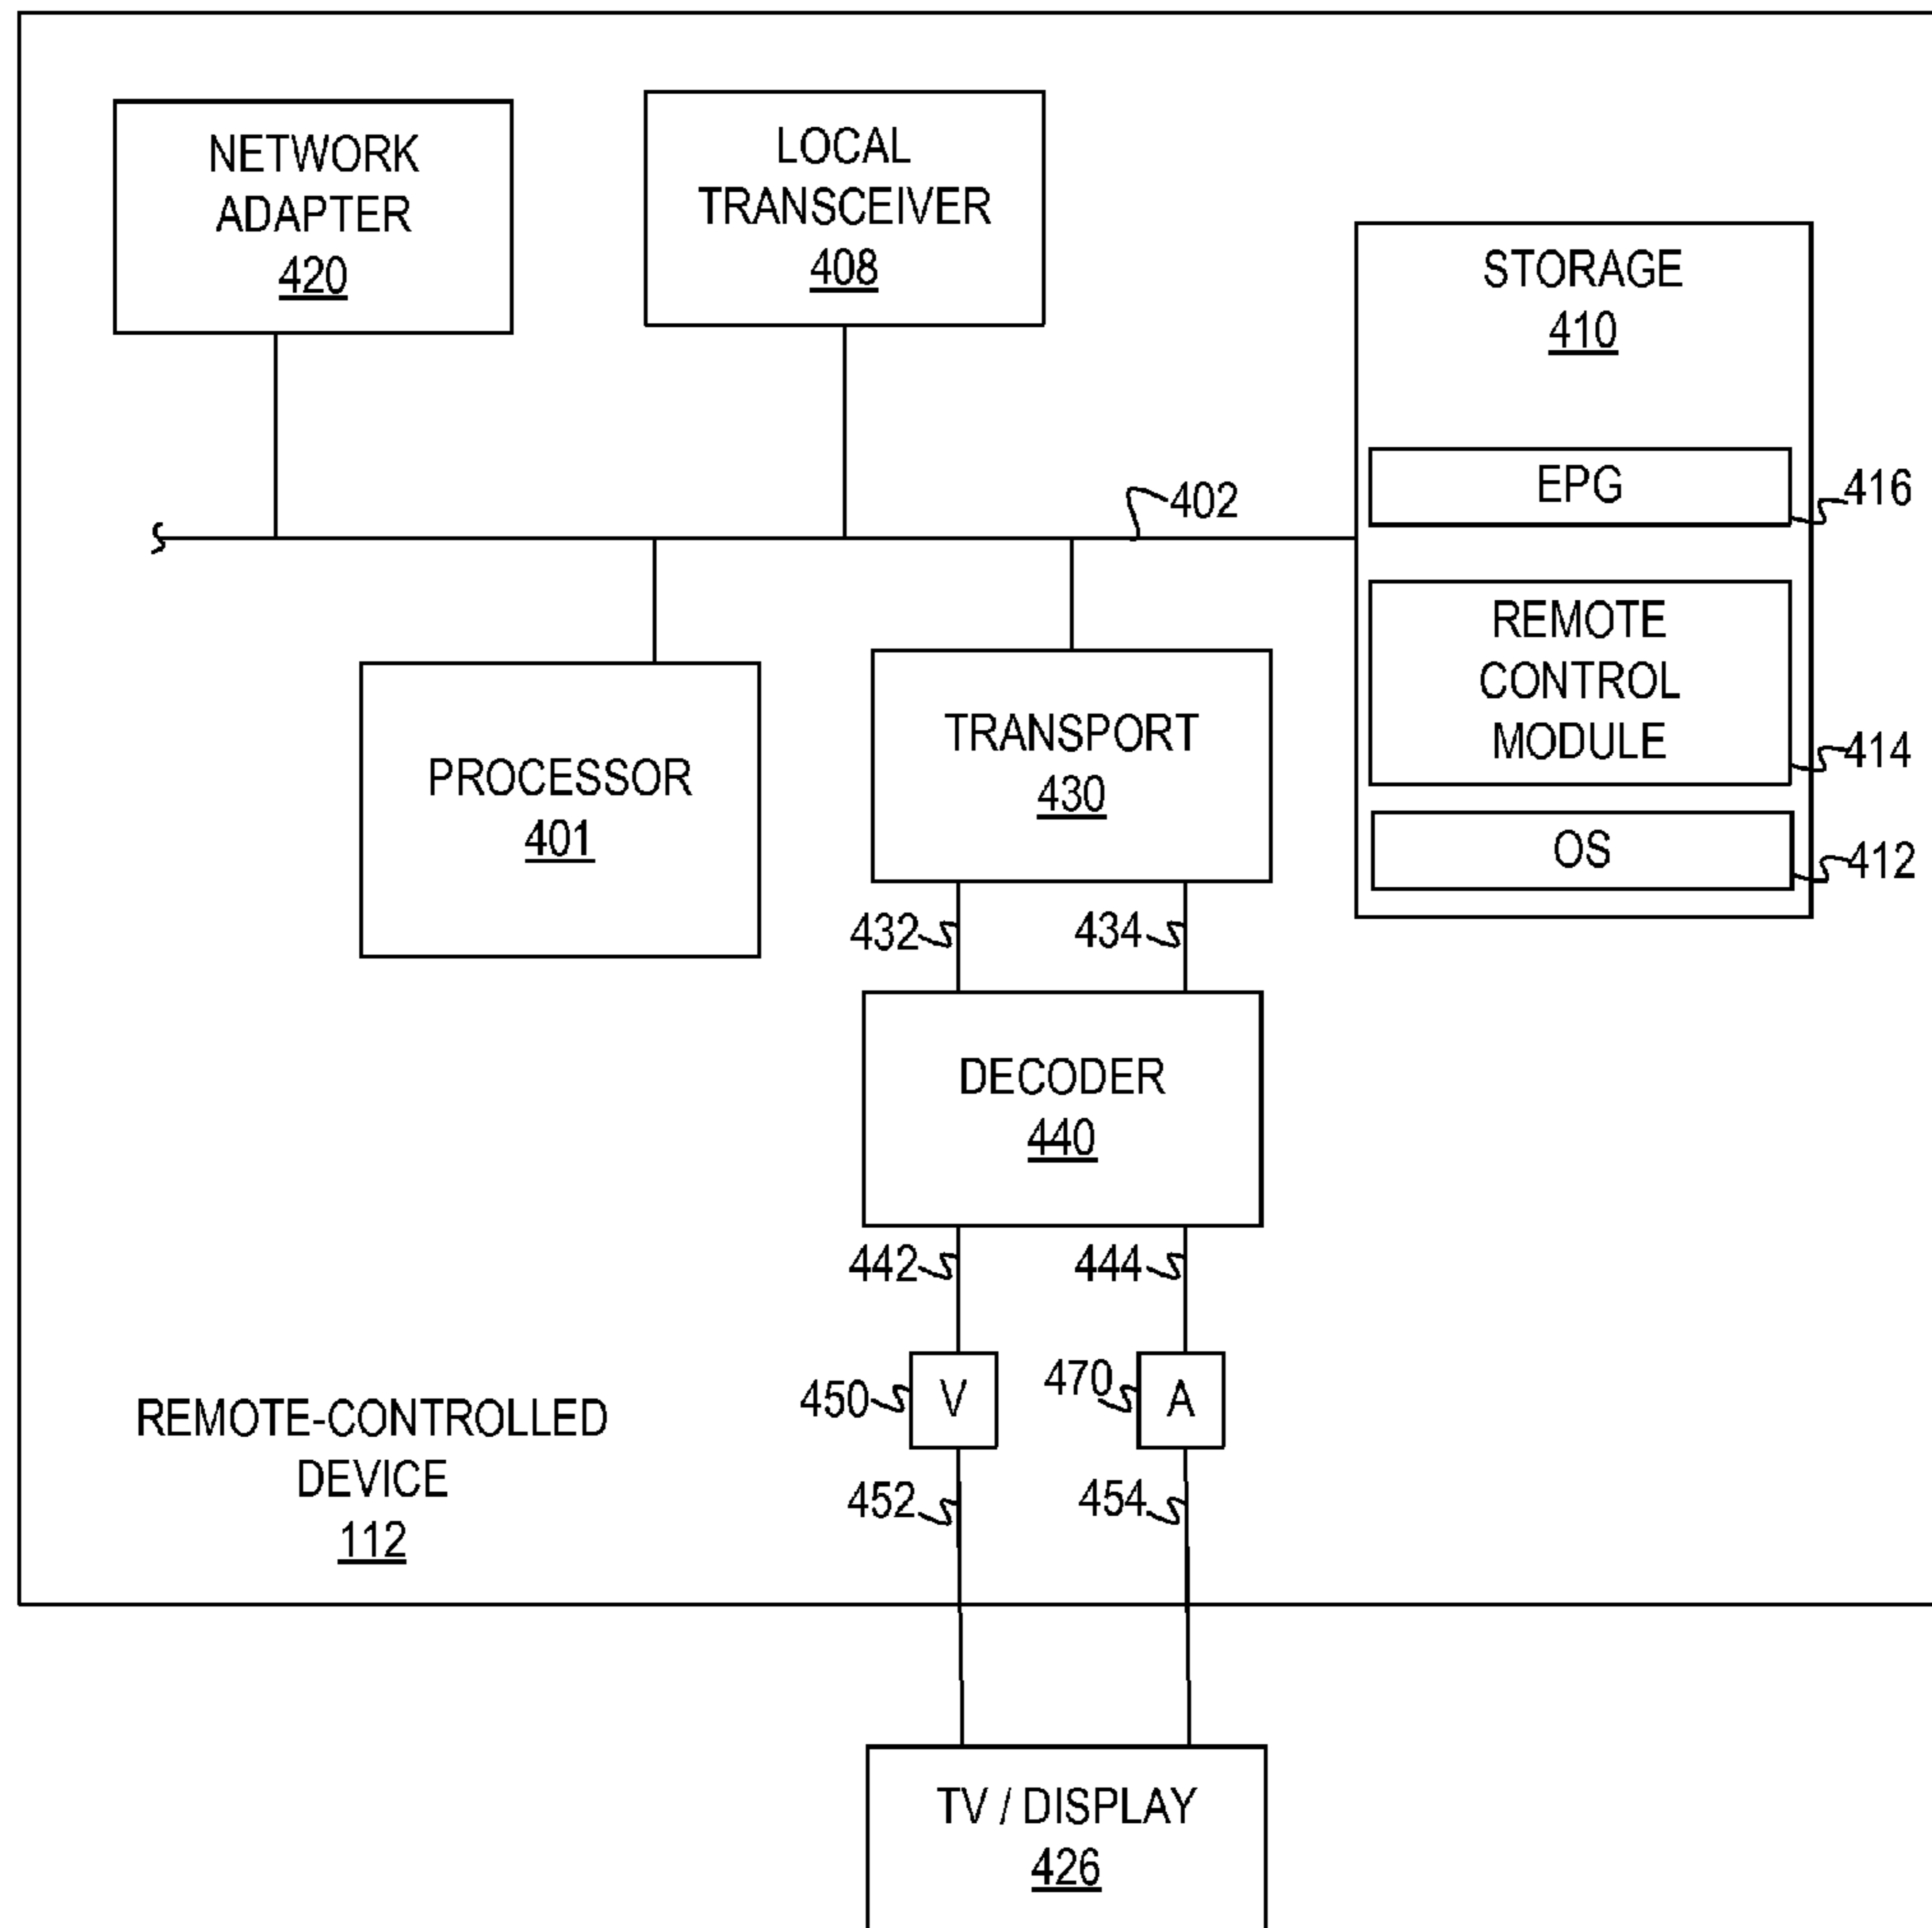 NETWORK
ADAPTER
420
LOCAL
TRANSCEIVER
408
STORAGE
410
EPG
416
402
REMOTE
CONTROL
MODULE
414
OS
412
PROCESSOR
401
TRANSPORT
430
432
434
DECODER
440
442
444
450
V
470
A
452
454
REMOTE-CONTROLLED
DEVICE
112
TV / DISPLAY
426